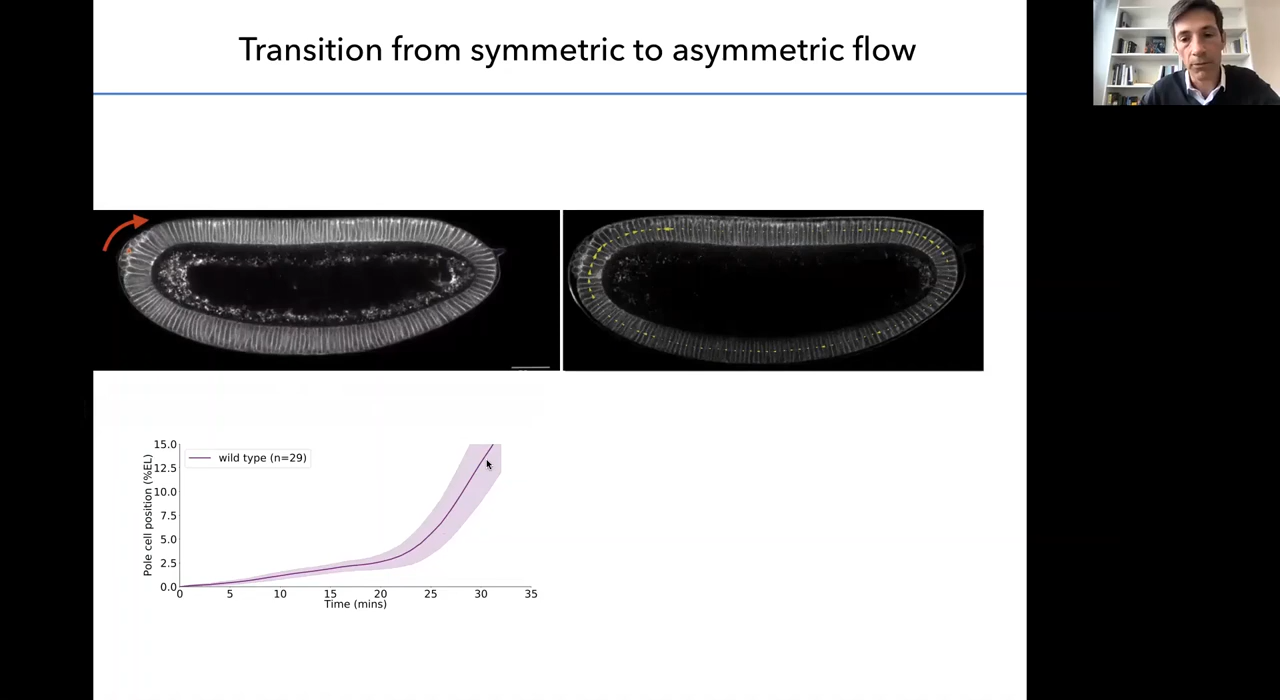 Transition from symmetric to asymmetric flow
15.0
12.5
10.0
7.5
5.0
2.5
0.0
Pole cell position (%EL)
wild type (n=29)
0 5 10 15 20 25 30 35
Time (mins)